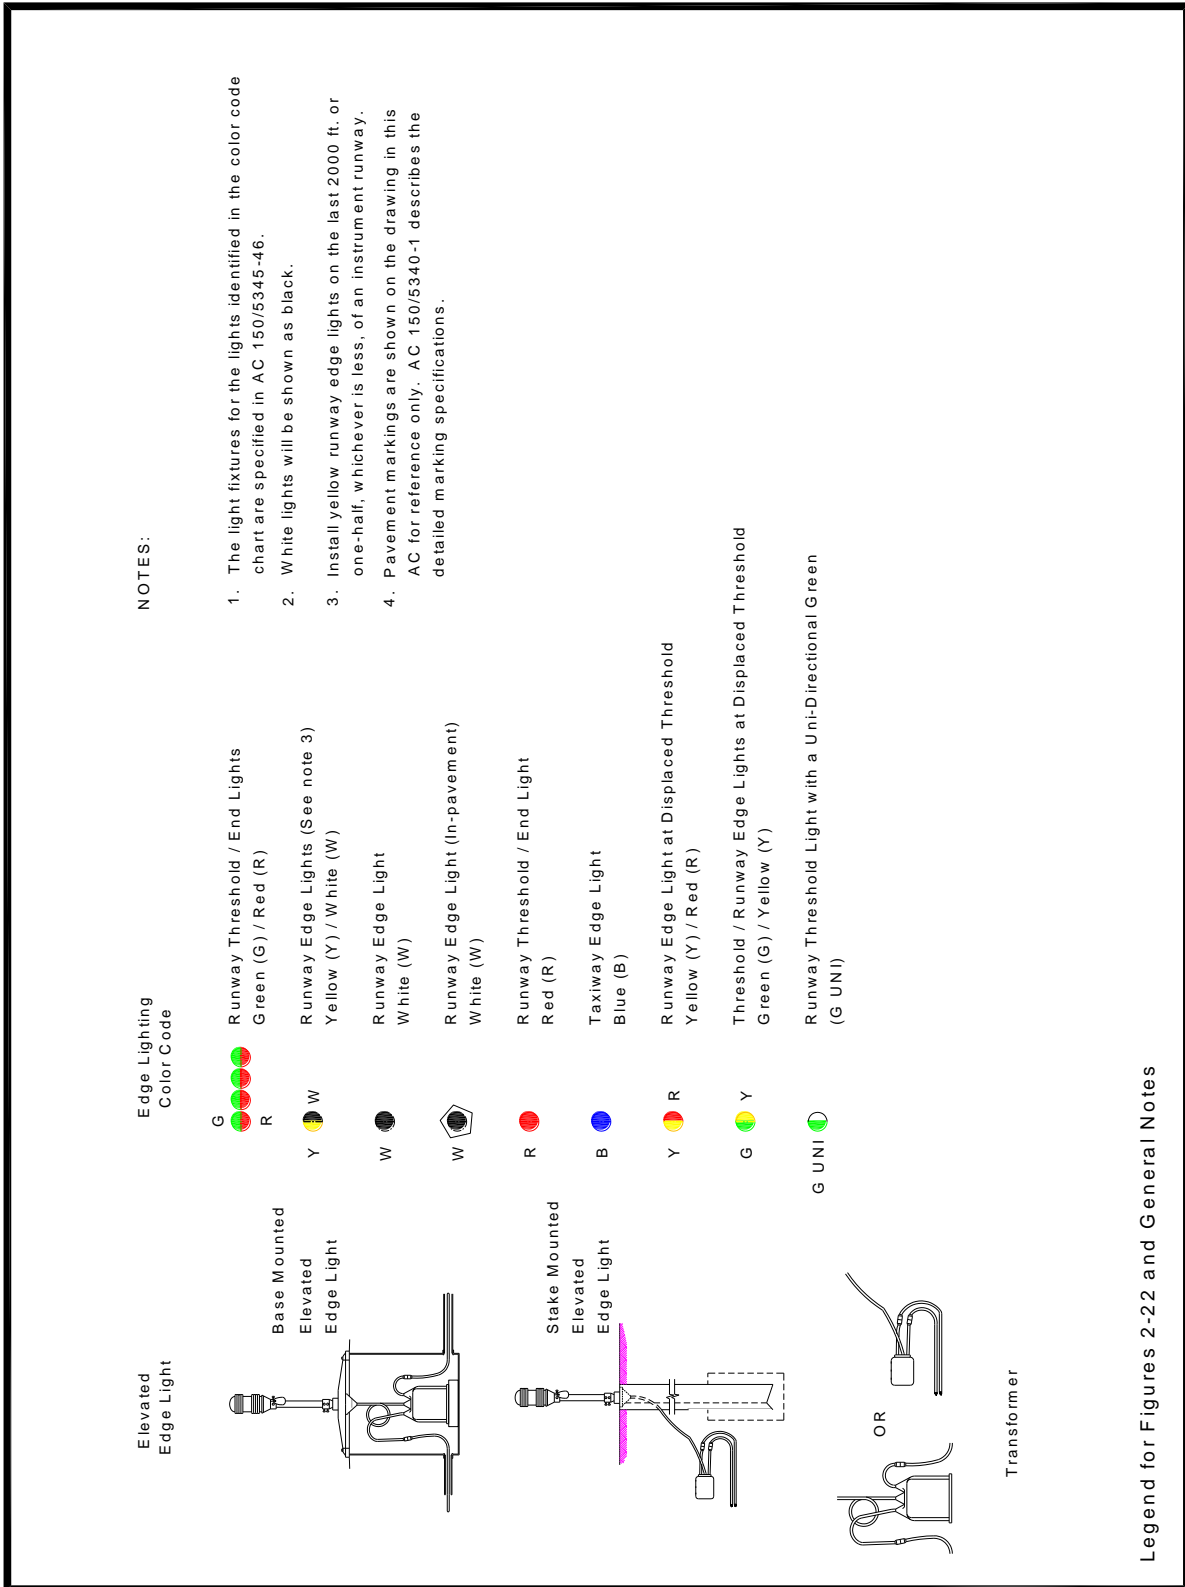 Elevated
Edge Light
Base Mounted
Elevated
Edge Light
Stake Mounted
Elevated
Edge Light
OR
Transformer
Edge Lighting
Color Code
G
R
Runway Threshold / End Lights
Green (G) / Red (R)
Y
W
Runway Edge Lights (See note 3)
Yellow (Y) / White (W)
W
Runway Edge Light
White (W)
W
Runway Edge Light (In-pavement)
White (W)
R
Runway Threshold / End Light
Red (R)
B
Taxiway Edge Light
Blue (B)
Y
R
Runway Edge Light at Displaced Threshold
Yellow (Y) / Red (R)
G
Y
Threshold / Runway Edge Lights at Displaced Threshold
Green (G) / Yellow (Y)
G UNI
Runway Threshold Light with a Uni-Directional Green
(G UNI)
NOTES:
1. The light fixtures for the lights identified in the color code
chart are specified in AC 150/5345-46.
2. White lights will be shown as black.
3. Install yellow runway edge lights on the last 2000 ft. or
one-half, whichever is less, of an instrument runway.
4. Pavement markings are shown on the drawing in this
AC for reference only. AC 150/5340-1 describes the
detailed marking specifications.
Legend for Figures 2-22 and General Notes